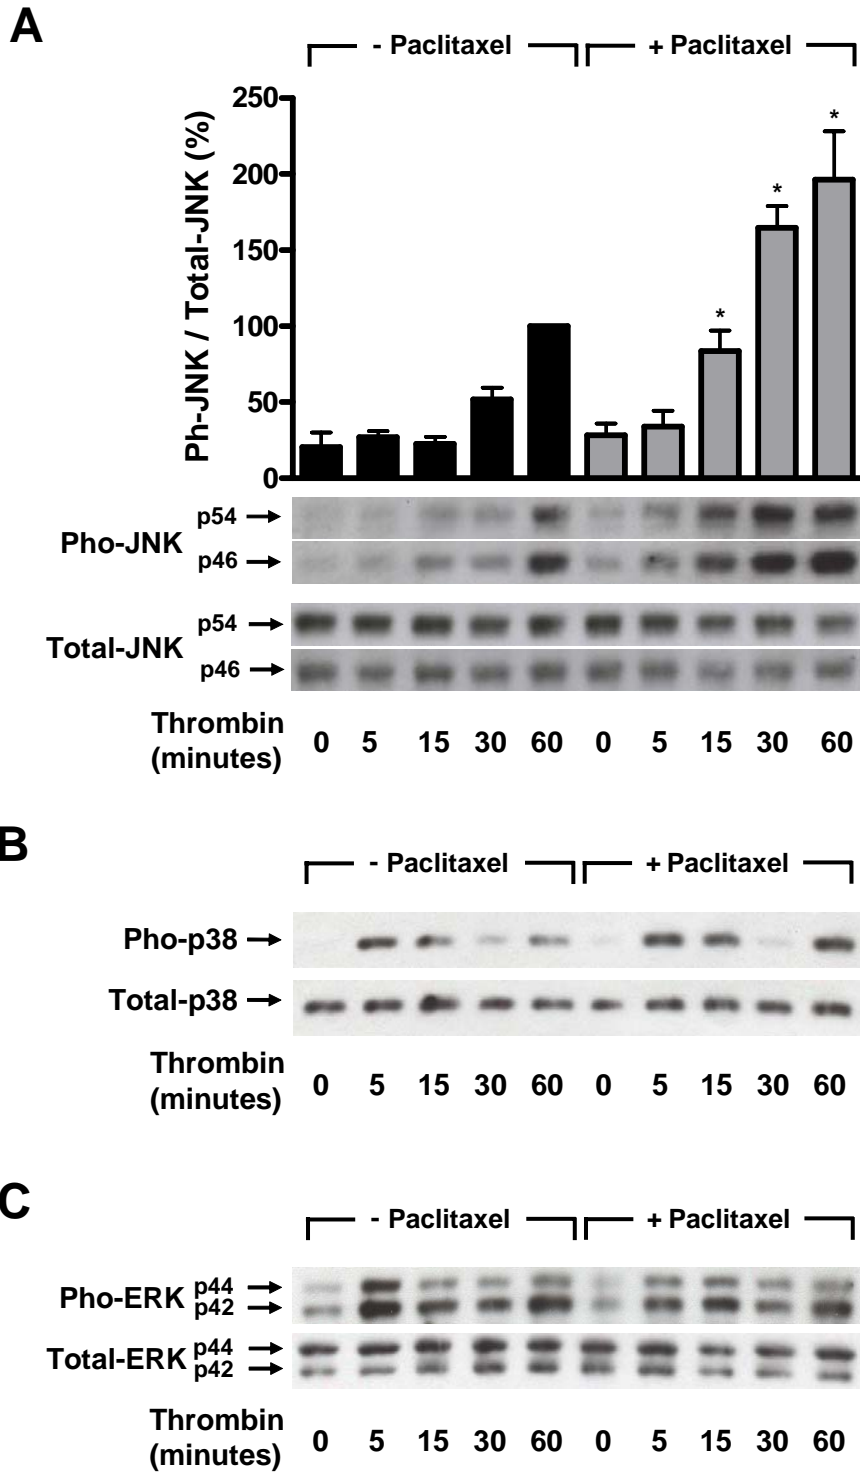 A
- Paclitaxel + Paclitaxel
Ph-JNK / Total-JNK (%)
250
200
150
100
50
0
* * * 
Pho-JNK
p54
p46
Total-JNK
p54
p46
Thrombin
(minutes)
0 5 15 30 60 0 5 15 30 60
B
- Paclitaxel + Paclitaxel
Pho-p38
Total-p38
Thrombin
(minutes)
0 5 15 30 60 0 5 15 30 60
C
- Paclitaxel + Paclitaxel
Pho-ERK
p44
p42
Total-ERK
p44
p42
Thrombin
(minutes)
0 5 15 30 60 0 5 15 30 60